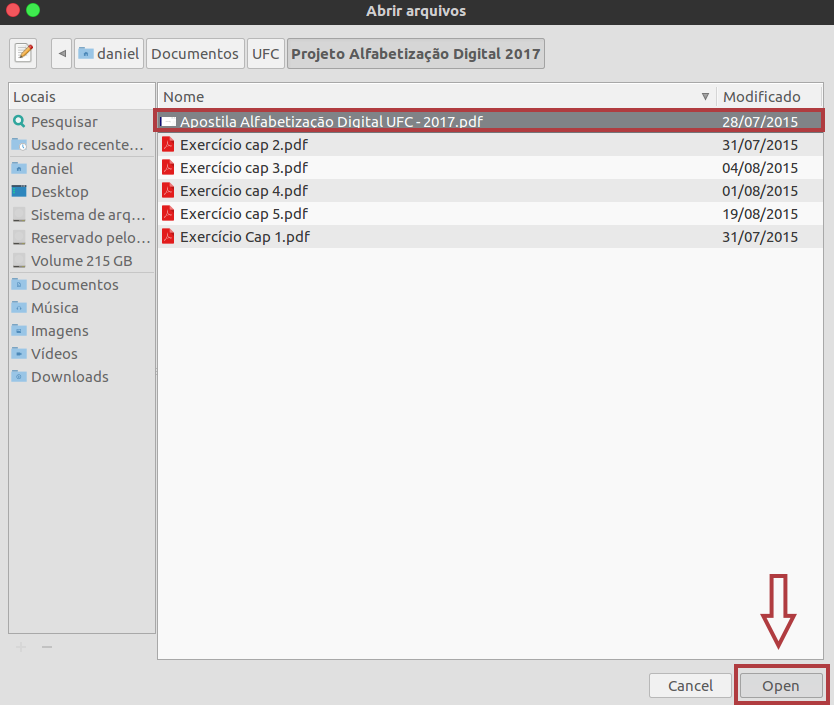 Abrir arquivos
daniel Documentos UFC Projeto Alfabetização Digital 2017
Locais
Pesquisar
Usado recente...
daniel
Desktop
Sistema de arq...
Reservado pelo...
Volume 215 GB
Documentos
Música
Imagens
Vídeos
Downloads
Nome Modificado
Apostila Alfabetização Digital UFC - 2017.pdf 28/07/2015
Exercício cap 2.pdf 31/07/2015
Exercício cap 3.pdf 04/08/2015
Exercício cap 4.pdf 01/08/2015
Exercício cap 5.pdf 19/08/2015
Exercício Cap 1.pdf 31/07/2015
Cancel Open